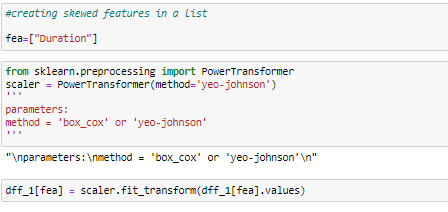 #creating skewed features in a list
fea=["Duration"]
from sklearn.preprocessing import PowerTransformer
scaler = PowerTransformer(method='yeo-johnson')
'''
parameters:
method = 'box_cox' or 'yeo-johnson'
'''
"\nparameters:\nmethod = 'box_cox' or 'yeo-johnson'\n"
dff_1[fea] = scaler.fit_transform(dff_1[fea].values)